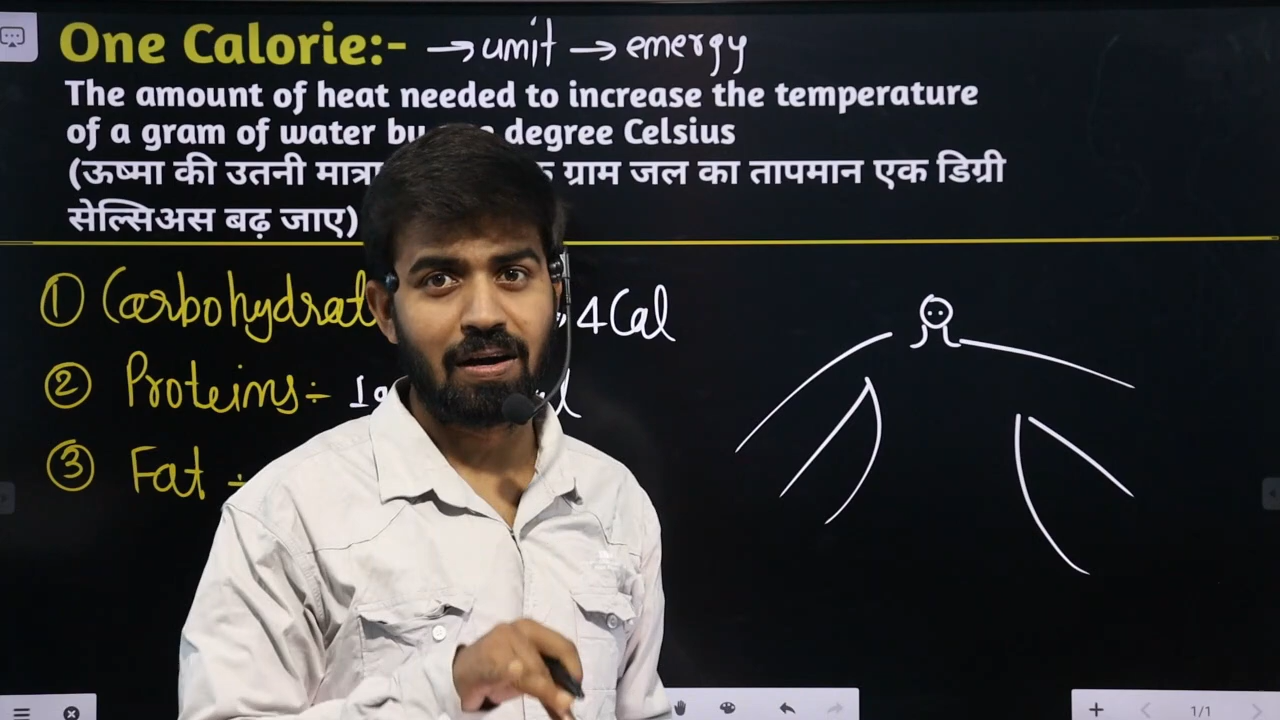 One Calorie:- → unit → energy
The amount of heat needed to increase the temperature
of a gram of water by degree Celsius
(ऊष्मा की उतनी मात्रा ग्राम जल का तापमान एक डिग्री
सेल्सिअस बढ़ जाए)
① Carbohydrat 4Cal
② Proteins:-
③ Fat
1/1